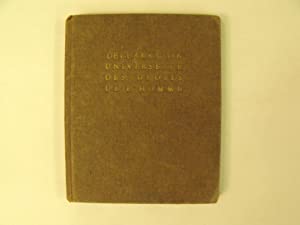 DECLARATION
UNIVERSELLE
DES DROITS
DE L'HOMME